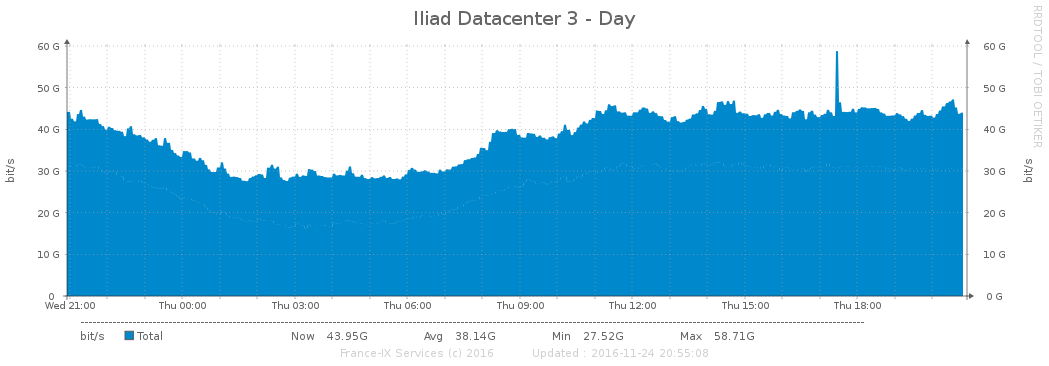 Iliad Datacenter 3 - Day
RRDTOOL / TOBI OETIKER
60 G 60 G
50 G 50 G
40 G 40 G
30 G 30 G
20 G 20 G
10 G 10 G
0 0 G
bit/s bit/s
Wed 21:00 Thu 00:00 Thu 03:00 Thu 06:00 Thu 09:00 Thu 12:00 Thu 15:00 Thu 18:00
bit/s Total Now 43.95G Avg 38.14G Min 27.52G Max 58.71G
France-IX Services (c) 2016 Updated : 2016-11-24 20:55:08